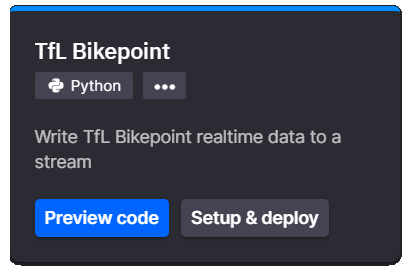 TfL Bikepoint
Python •••
Write TfL Bikepoint realtime data to a
stream
Preview code Setup & deploy